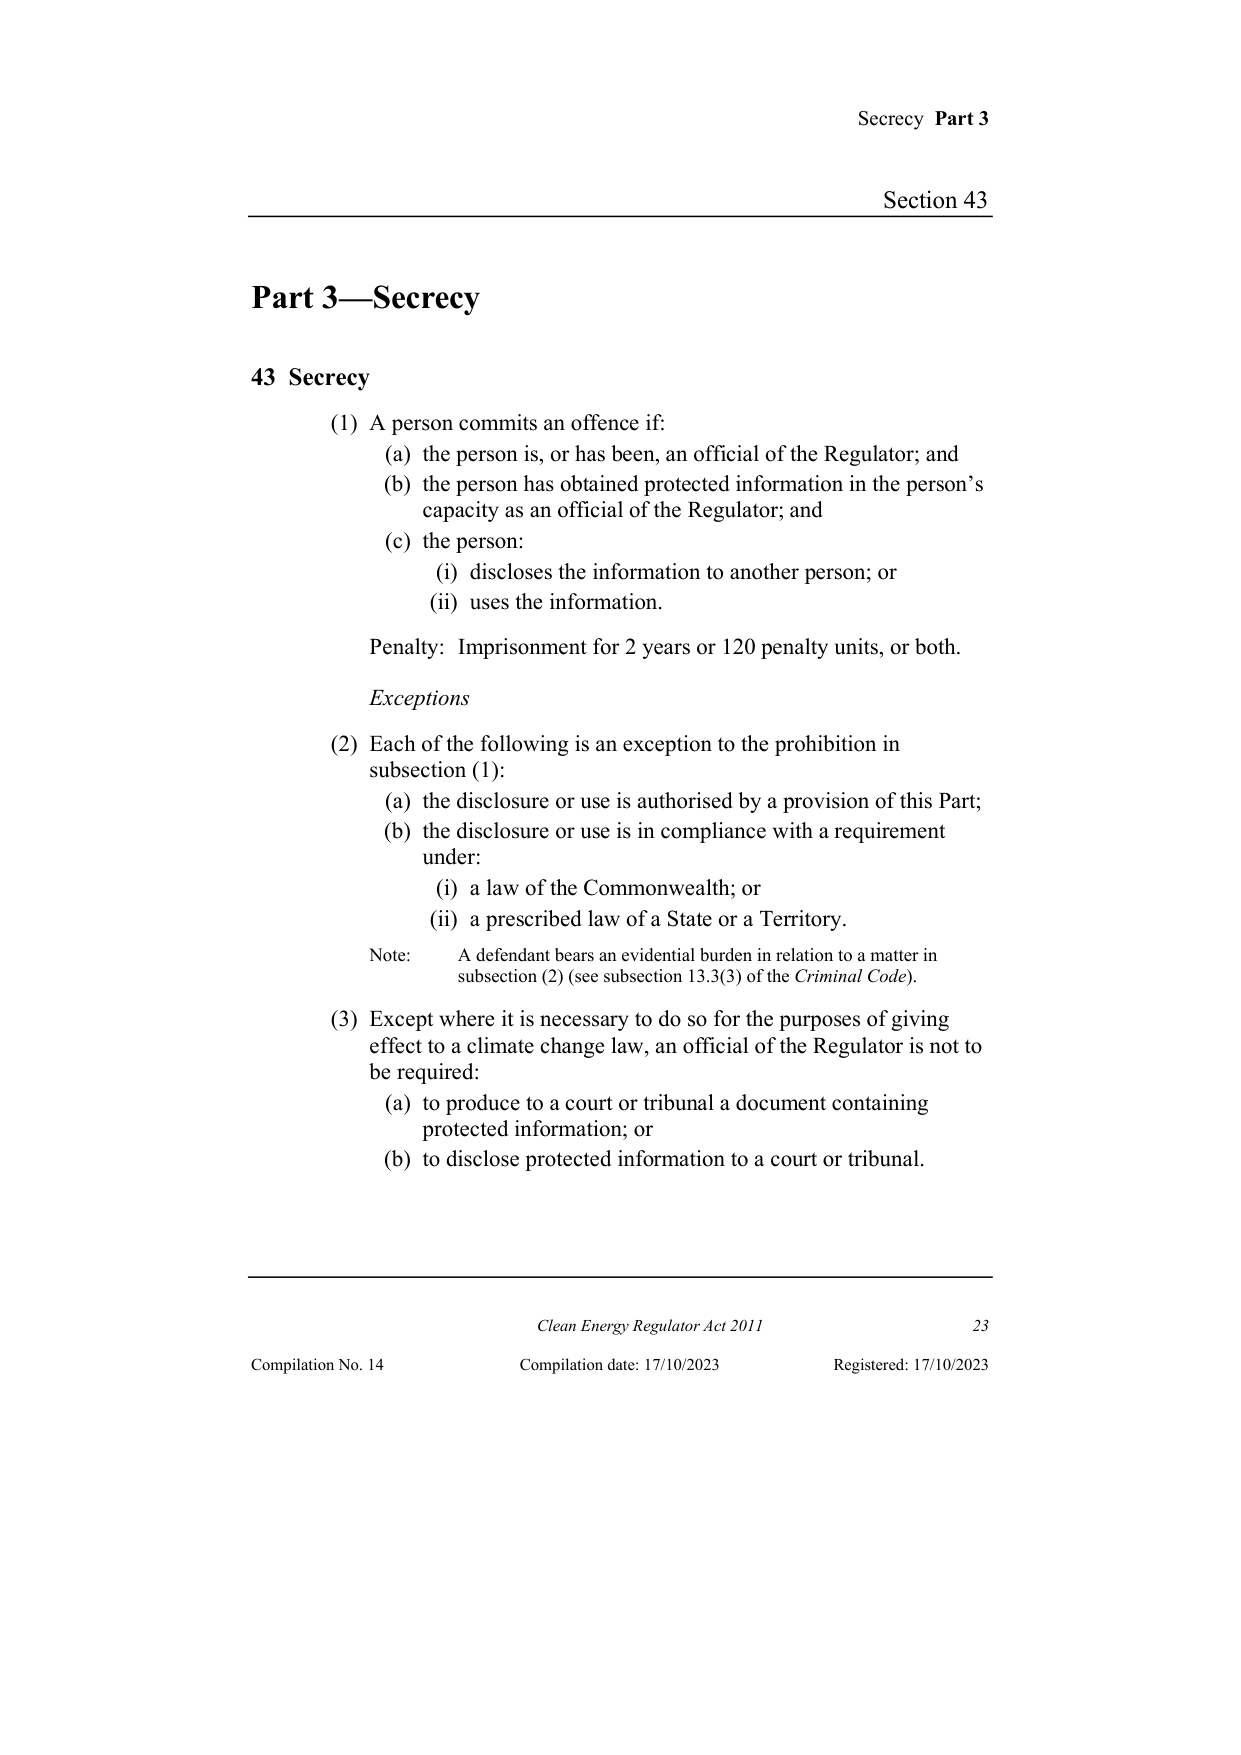 Secrecy Part 3
Section 43
Part 3—Secrecy
43 Secrecy
(1) A person commits an offence if:
(a) the person is, or has been, an official of the Regulator; and
(b) the person has obtained protected information in the person’s
capacity as an official of the Regulator; and
(c) the person:
(i) discloses the information to another person; or
(ii) uses the information.
Penalty: Imprisonment for 2 years or 120 penalty units, or both.
Exceptions
(2) Each of the following is an exception to the prohibition in
subsection (1):
(a) the disclosure or use is authorised by a provision of this Part;
(b) the disclosure or use is in compliance with a requirement
under:
(i) a law of the Commonwealth; or
(ii) a prescribed law of a State or a Territory.
Note: A defendant bears an evidential burden in relation to a matter in
subsection (2) (see subsection 13.3(3) of the Criminal Code).
(3) Except where it is necessary to do so for the purposes of giving
effect to a climate change law, an official of the Regulator is not to
be required:
(a) to produce to a court or tribunal a document containing
protected information; or
(b) to disclose protected information to a court or tribunal.
Clean Energy Regulator Act 2011 23
Compilation No. 14 Compilation date: 17/10/2023 Registered: 17/10/2023